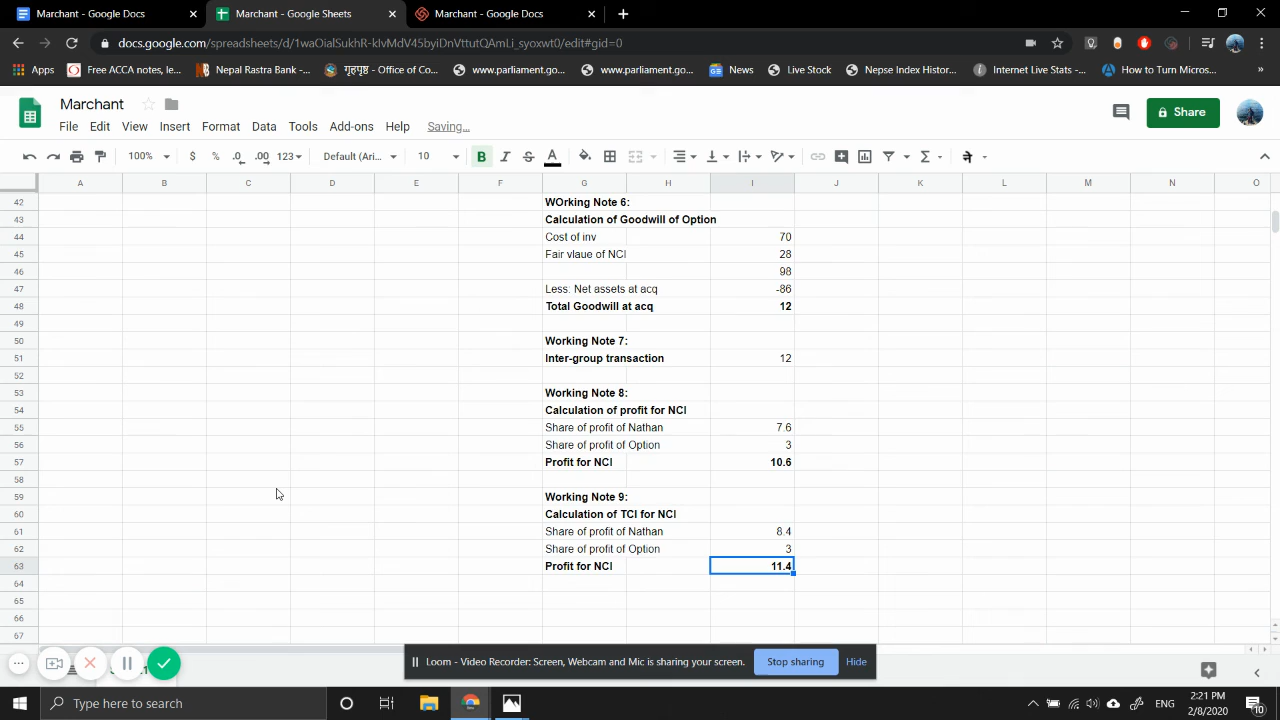 Marchant - Google Docs
Marchant - Google Sheets
Marchant - Google Docs
docs.google.com/spreadsheets/d/1waOialSukhR-klvMdV45byiDnVttutQAmLi_syoxwt0/edit#gid=0
Apps
Free ACCA notes, le...
Nepal Rastra Bank -...
गृहपृष्ठ - Office of Co...
www.parliament.go...
www.parliament.go...
News
Live Stock
Nepse Index Histor...
Internet Live Stats -...
How to Turn Micros...
Marchant
Share
File Edit View Insert Format Data Tools Add-ons Help Saving...
100% $ % .0 .00 123 Default (Ari... 10 B I S A
A B C D E F G H I J K L M N O
42 WOrking Note 6:
43 Calculation of Goodwill of Option
44 Cost of inv 70
45 Fair vlaue of NCI 28
46 98
47 Less: Net assets at acq -86
48 Total Goodwill at acq 12
49
50 Working Note 7:
51 Inter-group transaction 12
52
53 Working Note 8:
54 Calculation of profit for NCI
55 Share of profit of Nathan 7.6
56 Share of profit of Option 3
57 Profit for NCI 10.6
58
59 Working Note 9:
60 Calculation of TCI for NCI
61 Share of profit of Nathan 8.4
62 Share of profit of Option 3
63 Profit for NCI 11.4
64
65
66
67
Loom - Video Recorder: Screen, Webcam and Mic is sharing your screen.
Stop sharing
Hide
Type here to search
ENG
2:21 PM
2/8/2020
10